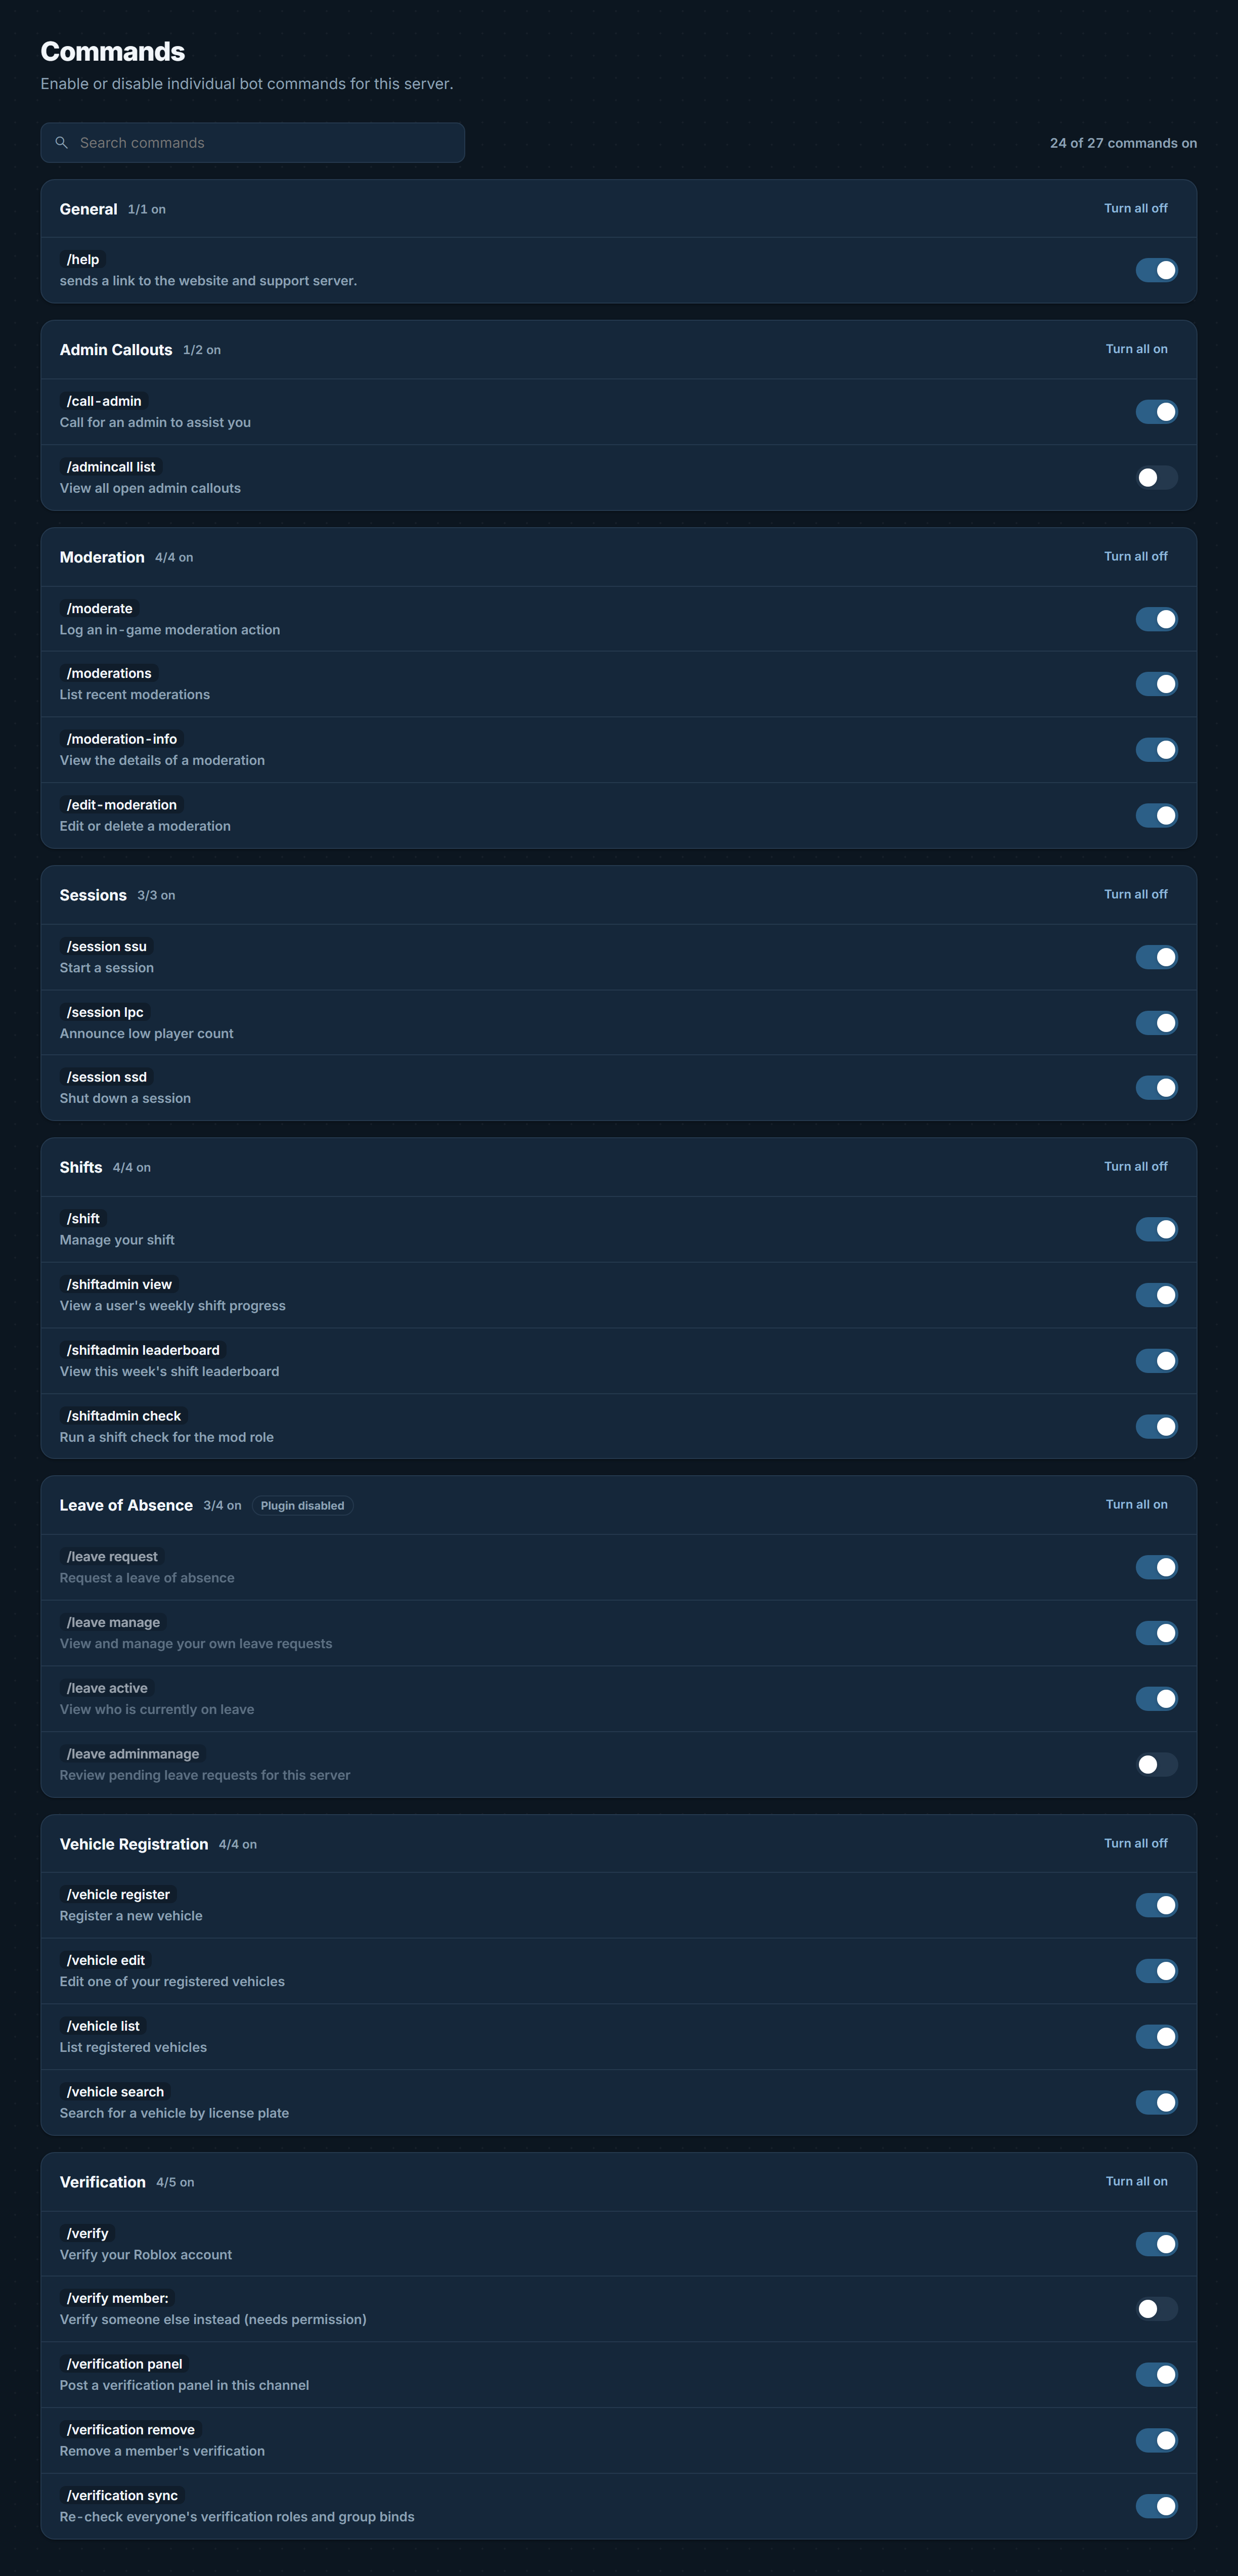 Commands
Enable or disable individual bot commands for this server.
Search commands
24 of 27 commands on
General 1/1 on Turn all off
/help
sends a link to the website and support server.
Admin Callouts 1/2 on Turn all on
/call-admin
Call for an admin to assist you
/admincall list
View all open admin callouts
Moderation 4/4 on Turn all off
/moderate
Log an in-game moderation action
/moderations
List recent moderations
/moderation-info
View the details of a moderation
/edit-moderation
Edit or delete a moderation
Sessions 3/3 on Turn all off
/session ssu
Start a session
/session lpc
Announce low player count
/session ssd
Shut down a session
Shifts 4/4 on Turn all off
/shift
Manage your shift
/shiftadmin view
View a user's weekly shift progress
/shiftadmin leaderboard
View this week's shift leaderboard
/shiftadmin check
Run a shift check for the mod role
Leave of Absence 3/4 on Plugin disabled Turn all on
/leave request
Request a leave of absence
/leave manage
View and manage your own leave requests
/leave active
View who is currently on leave
/leave adminmanage
Review pending leave requests for this server
Vehicle Registration 4/4 on Turn all off
/vehicle register
Register a new vehicle
/vehicle edit
Edit one of your registered vehicles
/vehicle list
List registered vehicles
/vehicle search
Search for a vehicle by license plate
Verification 4/5 on Turn all on
/verify
Verify your Roblox account
/verify member:
Verify someone else instead (needs permission)
/verification panel
Post a verification panel in this channel
/verification remove
Remove a member's verification
/verification sync
Re-check everyone's verification roles and group binds